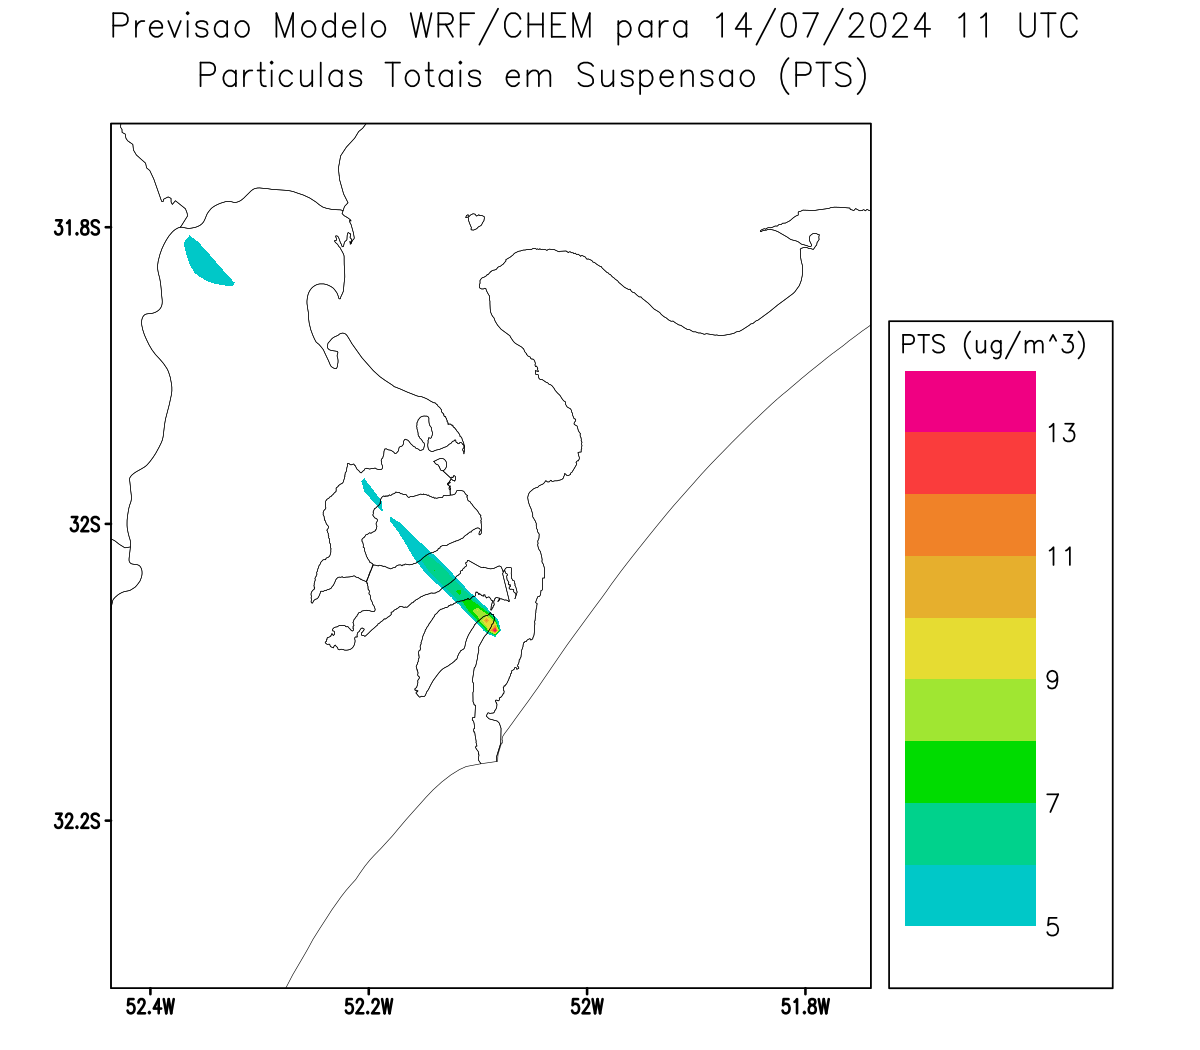 Previsao Modelo WRF/CHEM para 14/07/2024 11 UTC
Particulas Totais em Suspensao (PTS)
31.8S
32S
32.2S
52.4W
52.2W
52W
51.8W
PTS (ug/m^3)
13
11
9
7
5